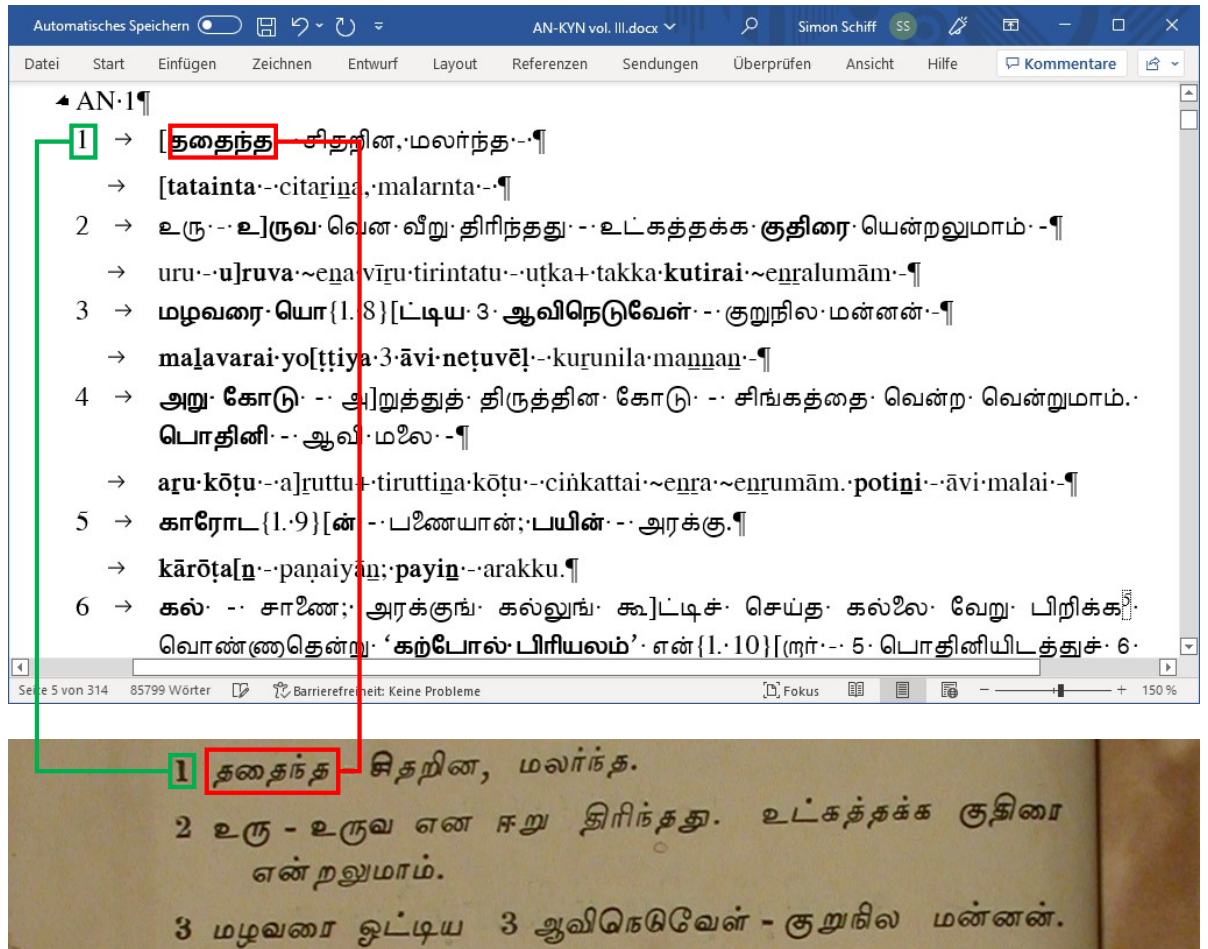 Automatisches Speichern AN-KYN vol. III.docx Simon Schiff SS
Datei Start Einfügen Zeichnen Entwurf Layout Referenzen Sendungen Überprüfen Ansicht Hilfe Kommentare
AN·1¶
1 → [ததைந்த·-·சிதறின,·மலர்ந்த·-·¶
→ [tatainta·-·citaṟiṉa,·malarnta·-·¶
2 → உரு·-·உ]ருவ·வென·வீறு·திரிந்தது·-·உட்கத்தக்க·குதிரை·யென்றலுமாம்·-¶
→ uru·-·u]ruva·~eṉa·vīṟu·tirintatu·-·uṭka+·takka·kutirai·~eṉṟalumām·-¶
3 → மழவரை·யொ{1.·8}[ட்டிய·3·ஆவிநெடுவேள்·-·குறுநில·மன்னன்·-¶
→ maḻavarai·yo[ṭṭiya·3·āvi·neṭuvēḷ·-·kuṟunila·maṉṉaṉ·-¶
4 → அறு·கோடு·-·அ]றுத்துத்·திருத்தின·கோடு·-·சிங்கத்தை·வென்ற·வென்றுமாம்.·
பொதினி·-·ஆவி·மலை·-¶
→ aṟu·kōṭu·-·a]ṟuttu+·tiruttiṉa·kōṭu·-·ciṅkattai·~eṉṟa·~eṉṟumām.·potiṉi·-·āvi·malai·-¶
5 → காரோட{1.·9}[ன்·-·பணையான்;·பயின்·-·அரக்கு.¶
→ kārōṭa[ṉ·-·paṇaiyāṉ;·payiṉ·-·arakku.¶
6 → கல்·-·சாணை;·அரக்குங்·கல்லுங்·கூ]ட்டிச்·செய்த·கல்லை·வேறு·பிறிக்க5·
வொண்ணாதென்று·‘கற்போல்·பிரியலம்’·என்{1.·10}[றார்·-·5·பொதினியிடத்துச்·6·
Seite 5 von 314 85799 Wörter Barrierefreiheit: Keine Probleme Fokus 150 %
1 ததைந்த சிதறின, மலர்ந்த.
2 உரு - உருவ என ஈறு திரிந்தது. உட்கத்தக்க குதிரை
என்றலுமாம்.
3 மழவரை ஓட்டிய 3 ஆவிநெடுவேள் - குறுநில மன்னன்.